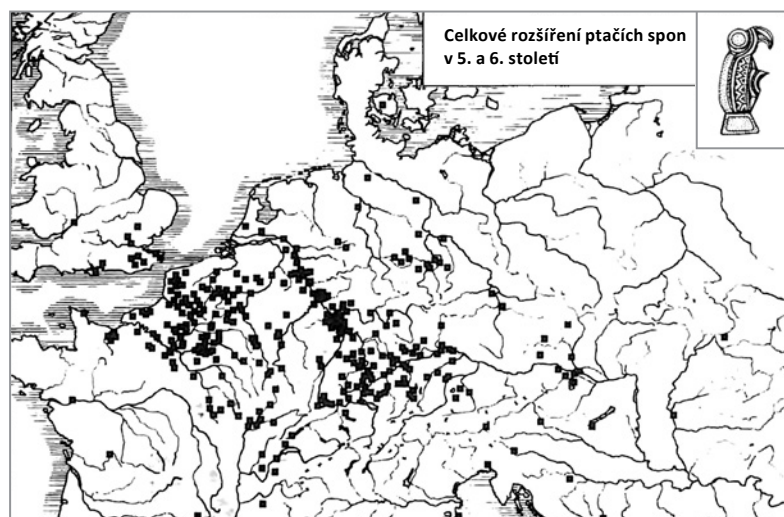 Celkové rozšíření ptačích spon
v 5. a 6. století